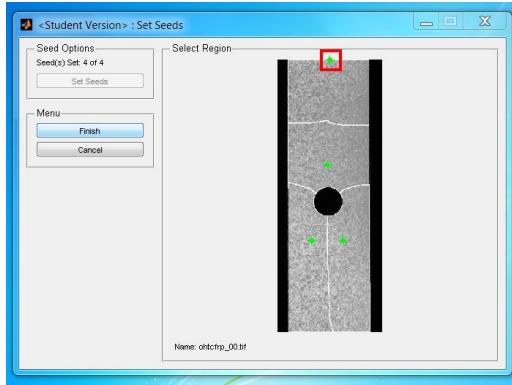 <Student Version> : Set Seeds
Seed Options
Seed(s) Set: 4 of 4
Set Seeds
Menu
Finish
Cancel
Select Region
Name: ohtcfrp_00.tif